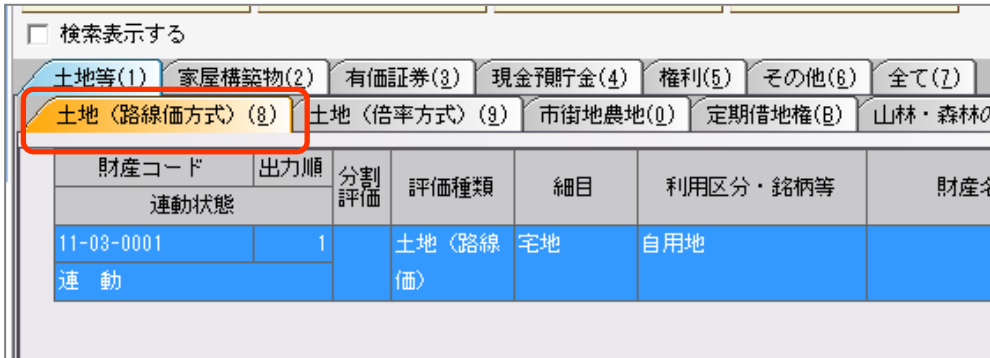 検索表示する
土地等(1) 家屋構築物(2) 有価証券(3) 現金預貯金(4) 権利(5) その他(6) 全て(7)
土地（路線価方式）(8) 土地（倍率方式）(9) 市街地農地(0) 定期借地権(B) 山林・森林の
財産コード 出力順 分割評価 評価種類 細目 利用区分・銘柄等 財産名
連動状態
11-03-0001 1 土地（路線 宅地 自用地
連 動 価）